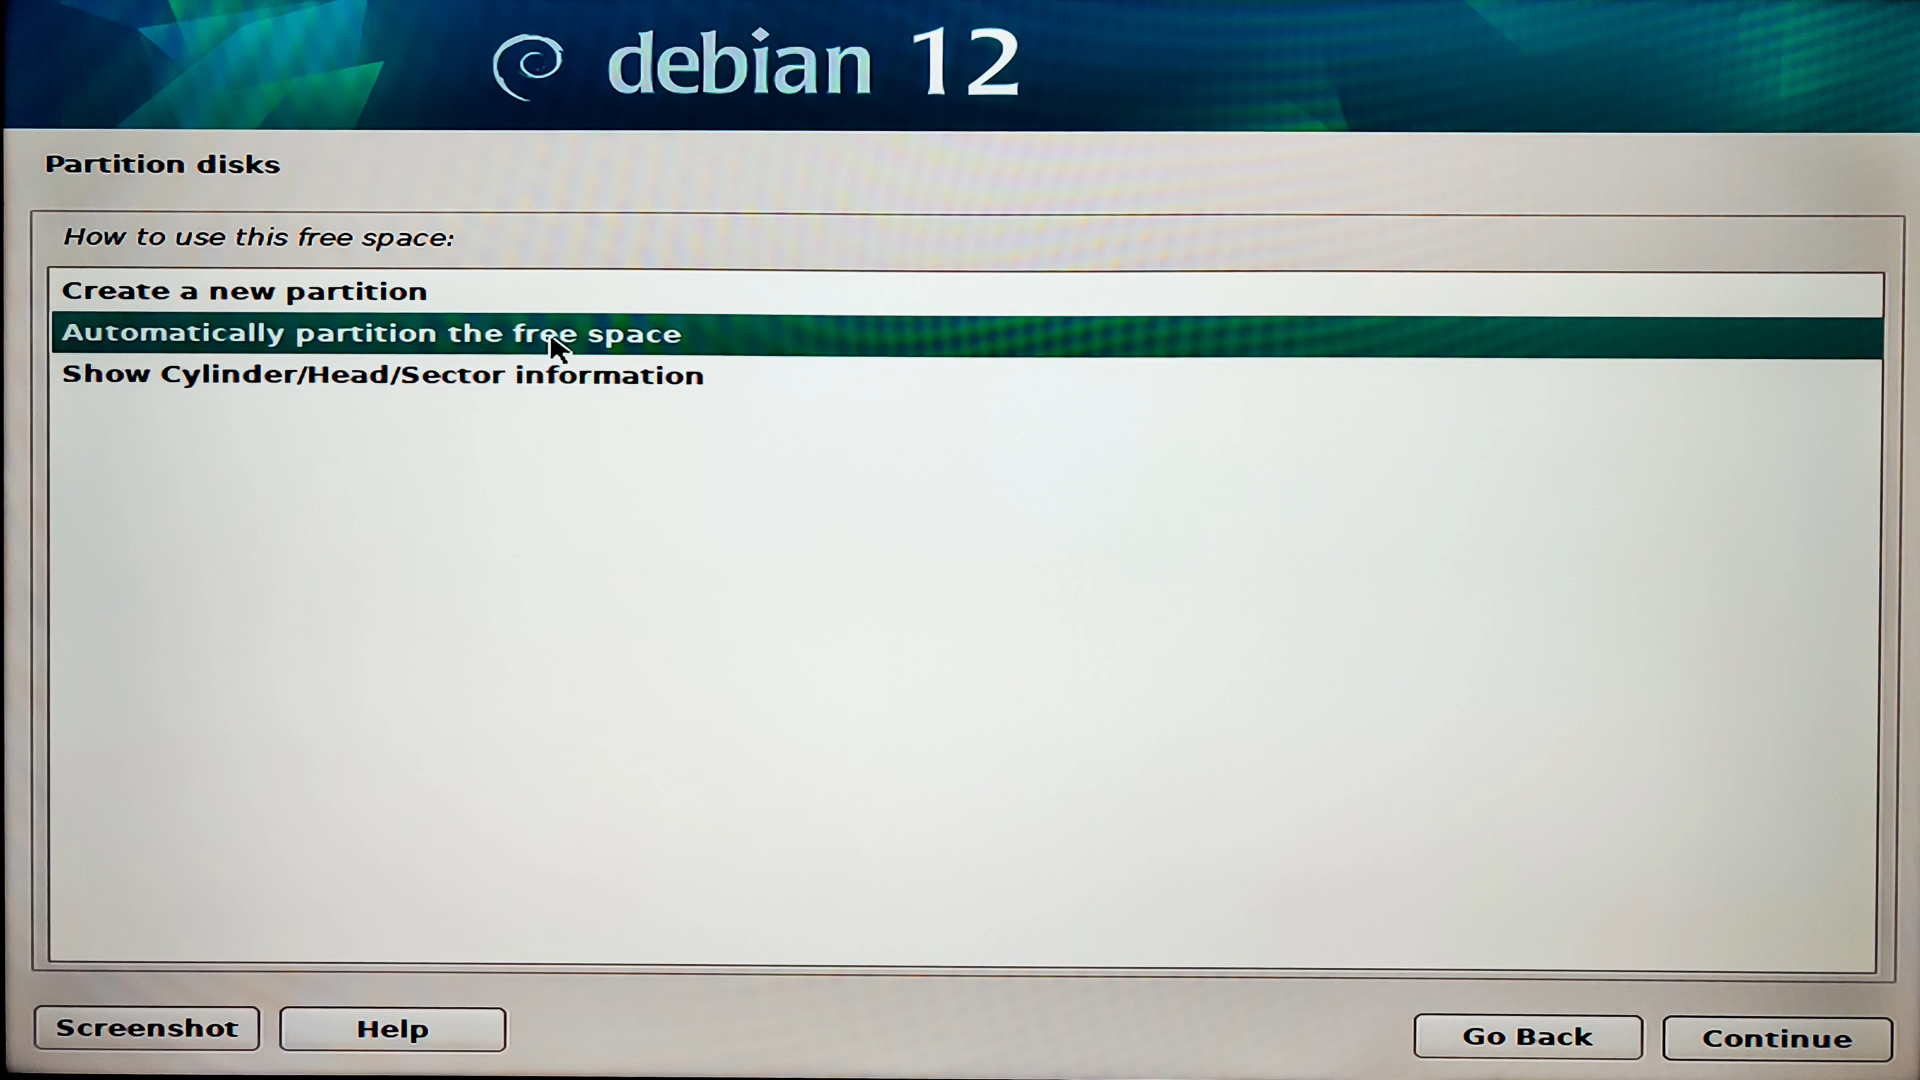 debian 12
Partition disks
How to use this free space:
Create a new partition
Automatically partition the free space
Show Cylinder/Head/Sector information
Screenshot
Help
Go Back
Continue